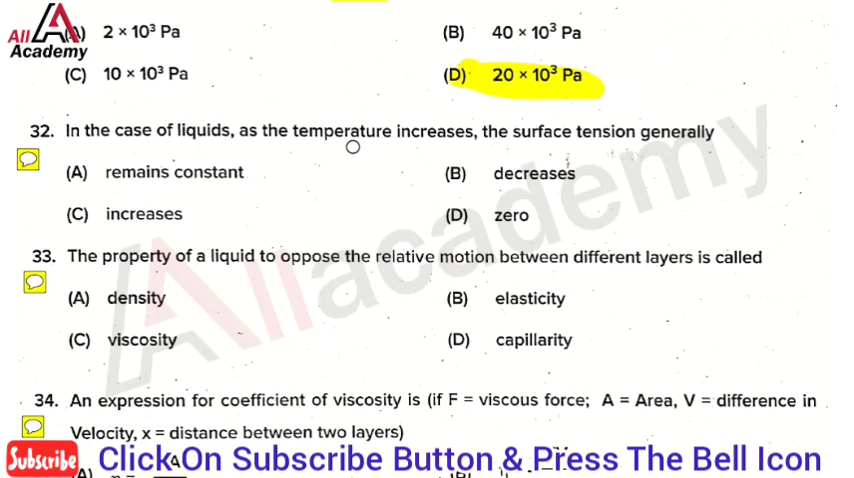 All
Academy
(A) 2 × 10³ Pa (B) 40 × 10³ Pa
(C) 10 × 10³ Pa (D) 20 × 10³ Pa
32. In the case of liquids, as the temperature increases, the surface tension generally
(A) remains constant (B) decreases
(C) increases (D) zero
33. The property of a liquid to oppose the relative motion between different layers is called
(A) density (B) elasticity
(C) viscosity (D) capillarity
34. An expression for coefficient of viscosity is (if F = viscous force; A = Area, V = difference in
Velocity, x = distance between two layers)
Subscribe Click On Subscribe Button & Press The Bell Icon
Allacademy